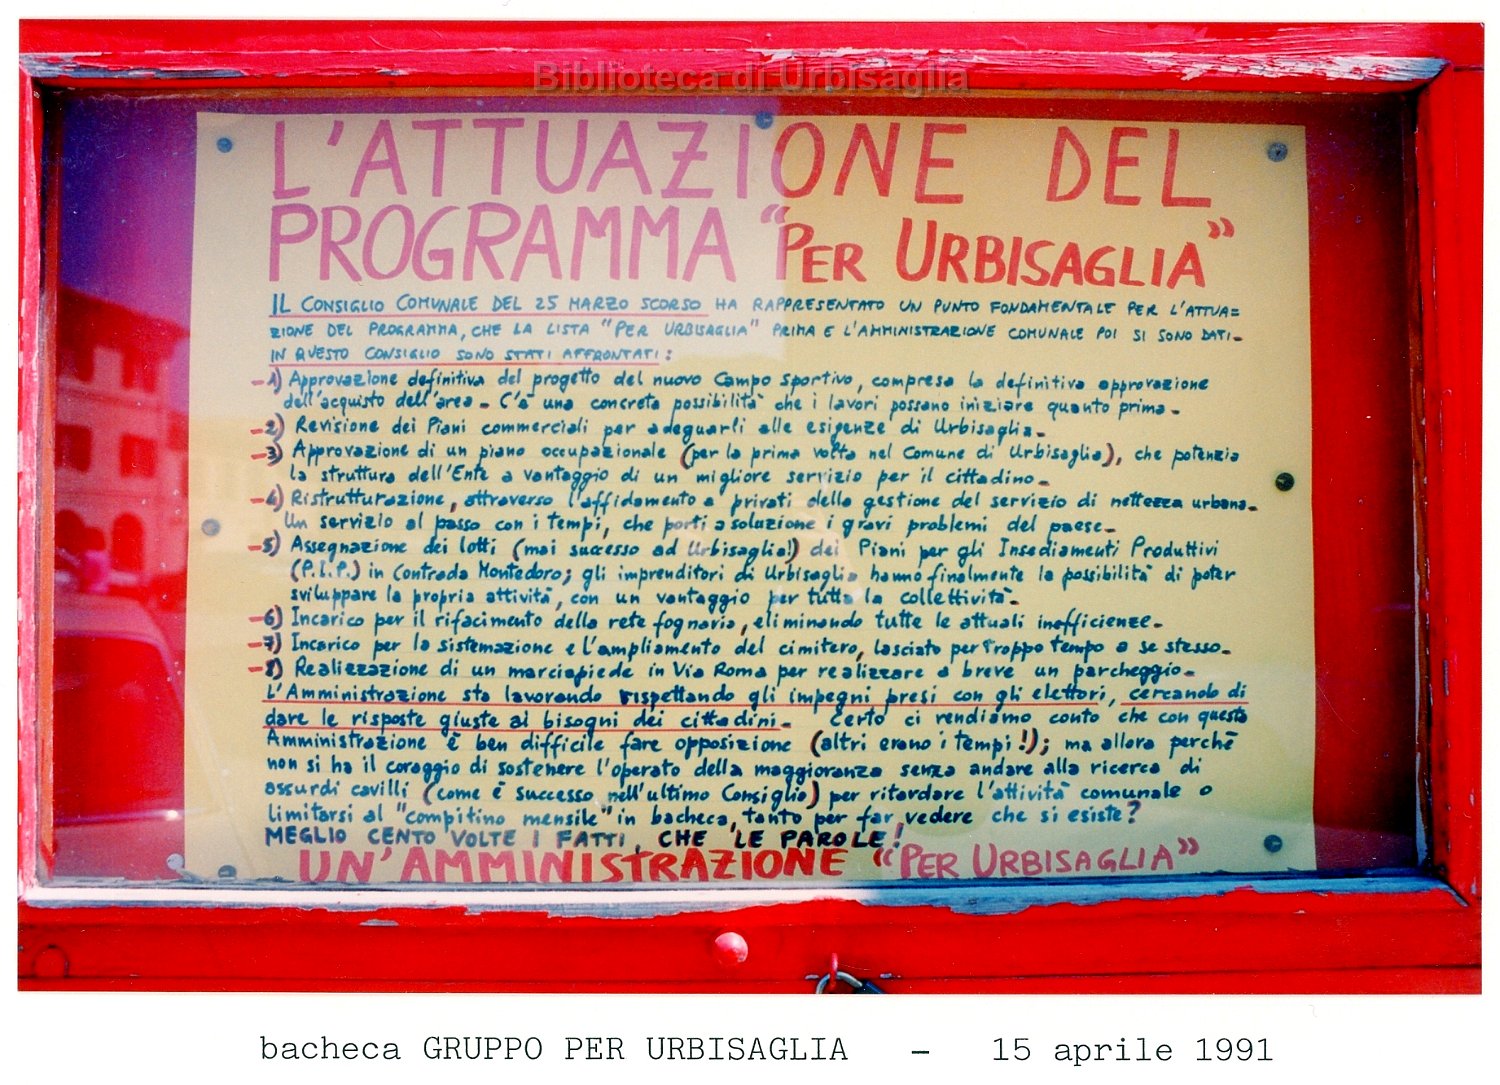 Biblioteca di Urbisaglia
L'ATTUAZIONE DEL
PROGRAMMA "PER URBISAGLIA"
IL CONSIGLIO COMUNALE DEL 25 MARZO SCORSO HA RAPPRESENTATO UN PUNTO FONDAMENTALE PER L'ATTUA=
ZIONE DEL PROGRAMMA, CHE LA LISTA "PER URBISAGLIA" PRIMA E L'AMMINISTRAZIONE COMUNALE POI SI SONO DATI.
IN QUESTO CONSIGLIO SONO STATI AFFRONTATI:
-1) Approvazione definitiva del progetto del nuovo Campo sportivo, compresa la definitiva approvazione
dell'acquisto dell'area. C'è una concreta possibilità che i lavori possano iniziare quanto prima.
-2) Revisione dei Piani commerciali per adeguarli alle esigenze di Urbisaglia.
-3) Approvazione di un piano occupazionale (per la prima volta nel Comune di Urbisaglia), che potenzia
la struttura dell'Ente a vantaggio di un migliore servizio per il cittadino.
-4) Ristrutturazione, attraverso l'affidamento a privati della gestione del servizio di nettezza urbana.
Un servizio al passo con i tempi, che porti a soluzione i gravi problemi del paese.
-5) Assegnazione dei lotti (mai successo ad Urbisaglia!) dei Piani per gli Insediamenti Produttivi
(P.I.P.) in Contrada Montedoro; gli imprenditori di Urbisaglia hanno finalmente la possibilità di poter
sviluppare la propria attività, con un vantaggio per tutta la collettività.
-6) Incarico per il rifacimento della rete fognaria, eliminando tutte le attuali inefficienze.
-7) Incarico per la sistemazione e l'ampliamento del cimitero, lasciato per troppo tempo a se stesso.
-8) Realizzazione di un marciapiede in Via Roma per realizzare a breve un parcheggio.
L'Amministrazione sta lavorando rispettando gli impegni presi con gli elettori, cercando di
dare le risposte giuste ai bisogni dei cittadini. Certo ci rendiamo conto che con questa
Amministrazione è ben difficile fare opposizione (altri erano i tempi!); ma allora perchè
non si ha il coraggio di sostenere l'operato della maggioranza senza andare alla ricerca di
assurdi cavilli (come è successo nell'ultimo Consiglio) per ritardare l'attività comunale o
limitarsi al "compitino mensile" in bacheca, tanto per far vedere che si esiste?
MEGLIO CENTO VOLTE I FATTI, CHE LE PAROLE!
UN'AMMINISTRAZIONE "PER URBISAGLIA"
bacheca GRUPPO PER URBISAGLIA - 15 aprile 1991